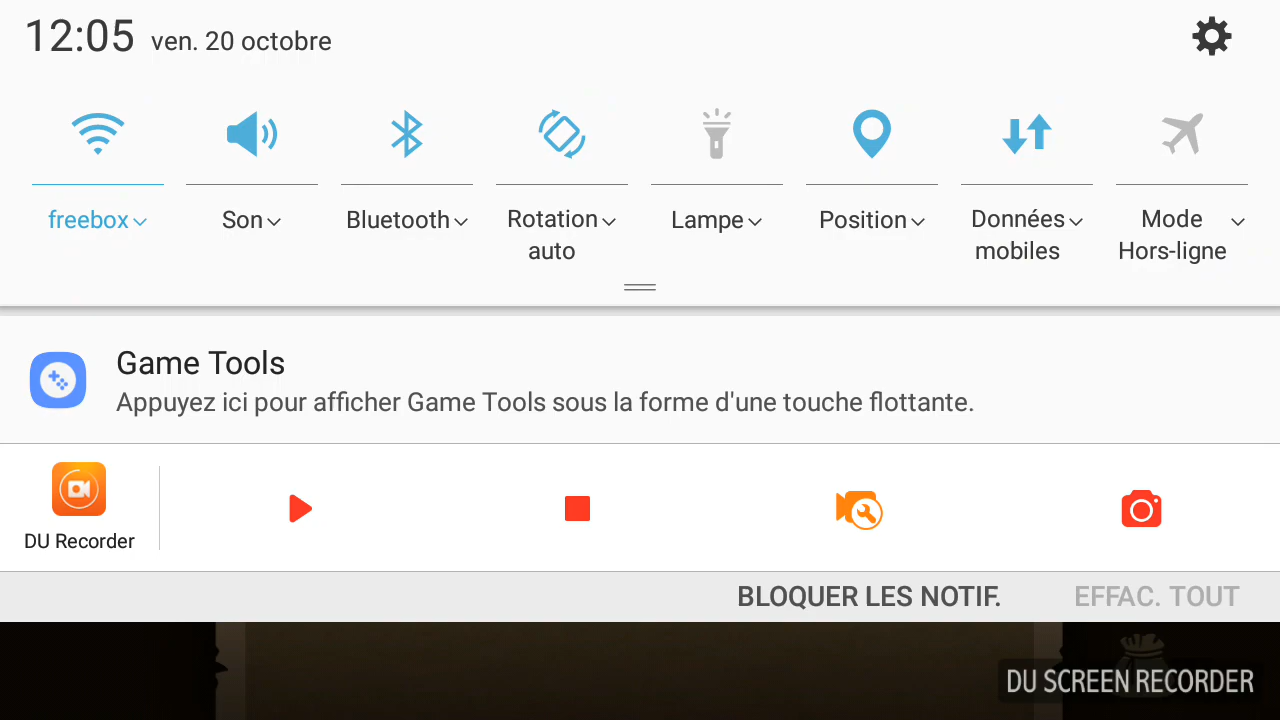 12:05 ven. 20 octobre
freebox Son Bluetooth Rotation auto Lampe Position Données mobiles Mode Hors-ligne
Game Tools
Appuyez ici pour afficher Game Tools sous la forme d'une touche flottante.
DU Recorder
BLOQUER LES NOTIF. EFFAC. TOUT
DU SCREEN RECORDER